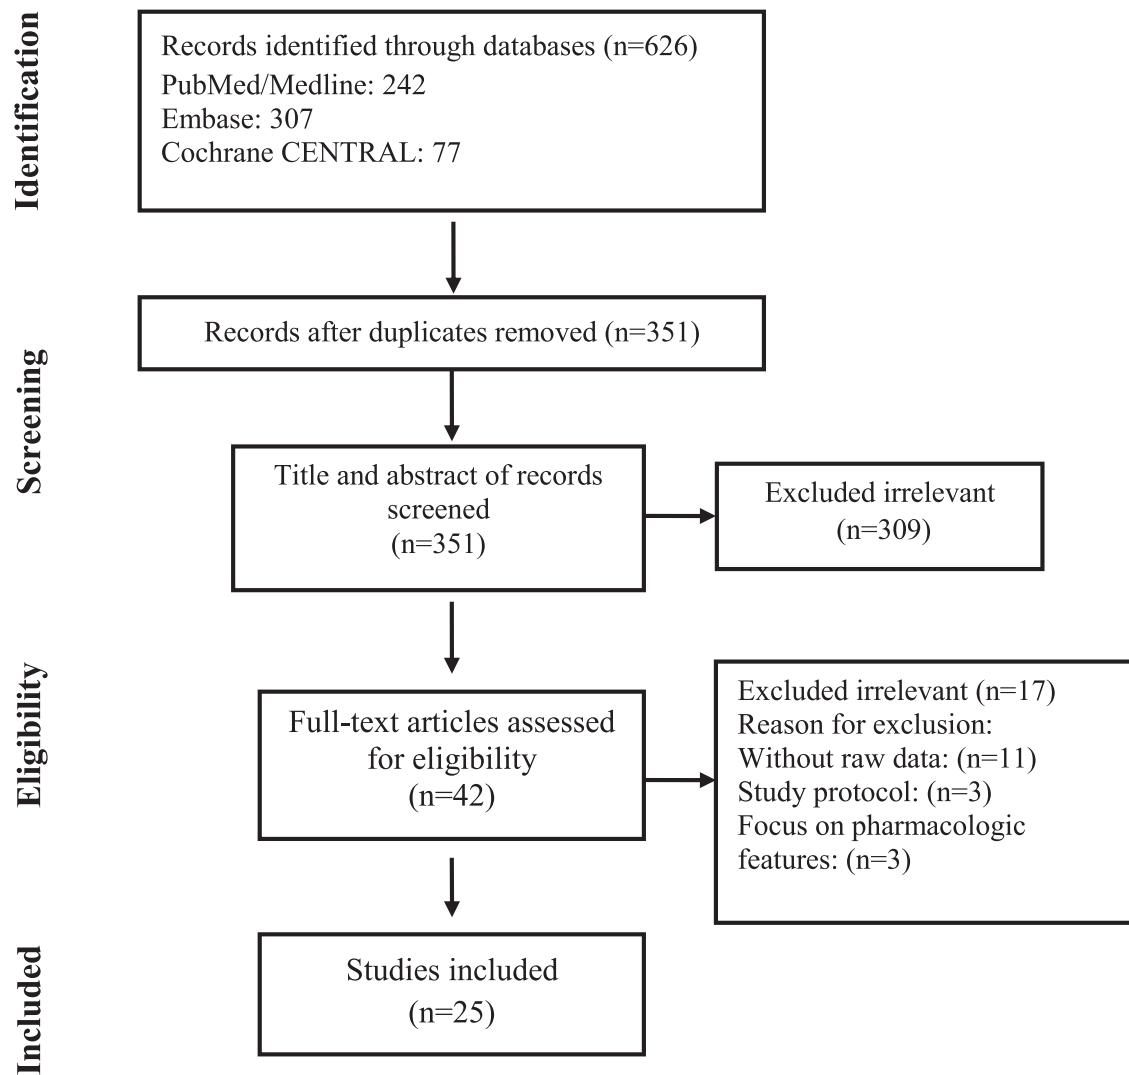 Identification
Records identified through databases (n=626)
PubMed/Medline: 242
Embase: 307
Cochrane CENTRAL: 77
Screening
Records after duplicates removed (n=351)
Title and abstract of records
screened
(n=351)
Excluded irrelevant
(n=309)
Eligibility
Full-text articles assessed
for eligibility
(n=42)
Excluded irrelevant (n=17)
Reason for exclusion:
Without raw data: (n=11)
Study protocol: (n=3)
Focus on pharmacologic
features: (n=3)
Included
Studies included
(n=25)